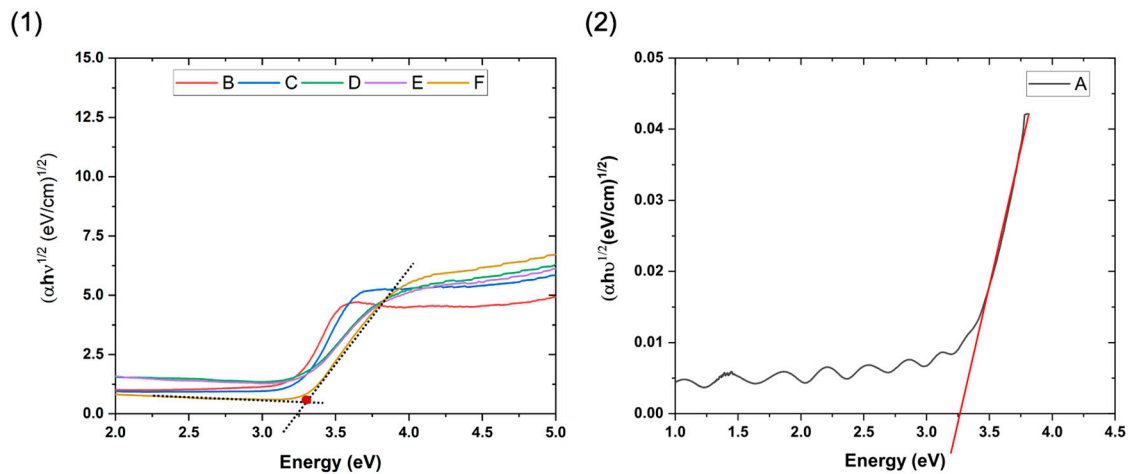 (1)
(2)
15.0
12.5
10.0
7.5
5.0
2.5
0.0
B C D E F
(αhν^1/2 (eV/cm)^1/2)
2.0 2.5 3.0 3.5 4.0 4.5 5.0
Energy (eV)
0.05
0.04
0.03
0.02
0.01
0.00
A
(αhυ^1/2(eV/cm)^1/2)
1.0 1.5 2.0 2.5 3.0 3.5 4.0 4.5
Energy (eV)